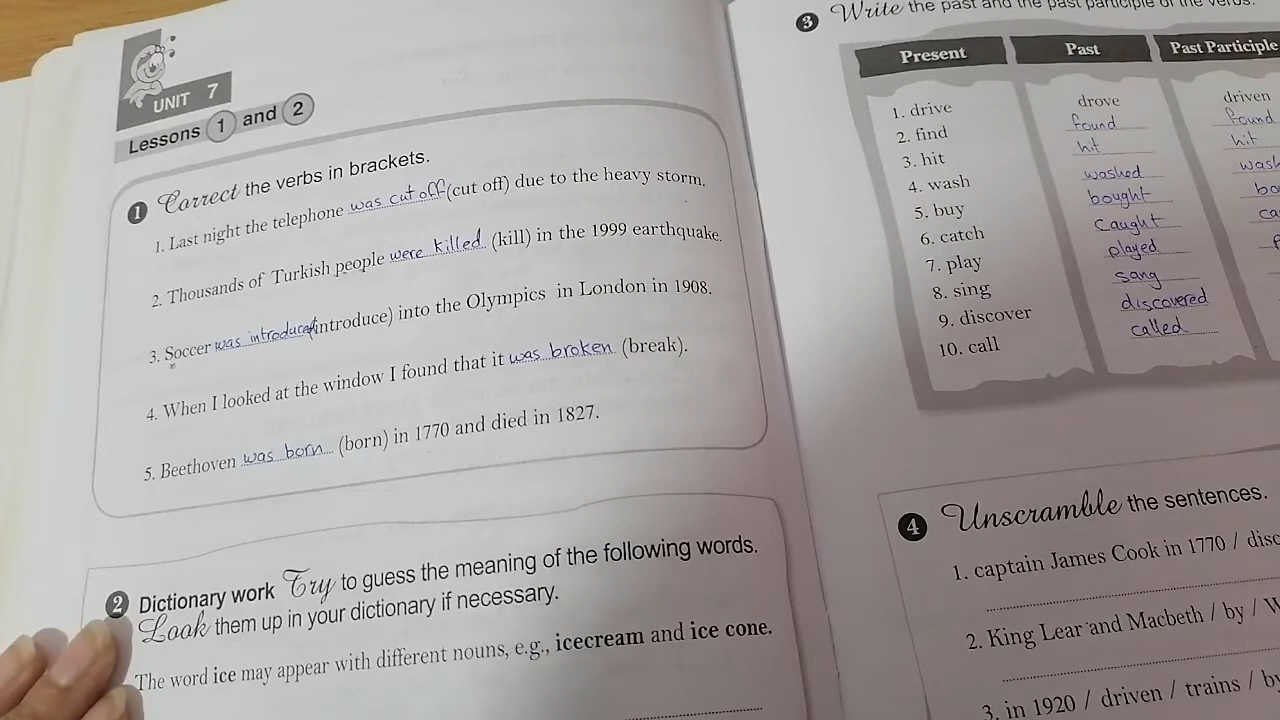 UNIT 7
Lessons 1 and 2
1 Correct the verbs in brackets.
1. Last night the telephone was cut off (cut off) due to the heavy storm.
2. Thousands of Turkish people were killed (kill) in the 1999 earthquake.
3. Soccer was introduced (introduce) into the Olympics in London in 1908.
4. When I looked at the window I found that it was broken (break).
5. Beethoven was born (born) in 1770 and died in 1827.
2 Dictionary work Try to guess the meaning of the following words.
Look them up in your dictionary if necessary.
The word ice may appear with different nouns, e.g., icecream and ice cone.
3 Write the past and the past participle of the verbs.
Present Past Past Participle
1. drive drove driven
2. find found found
3. hit hit hit
4. wash washed wash
5. buy bought bo
6. catch caught ca
7. play played
8. sing sang
9. discover discovered
10. call called
4 Unscramble the sentences.
1. captain James Cook in 1770 / disc
2. King Lear and Macbeth / by / W
3. in 1920 / driven / trains / by